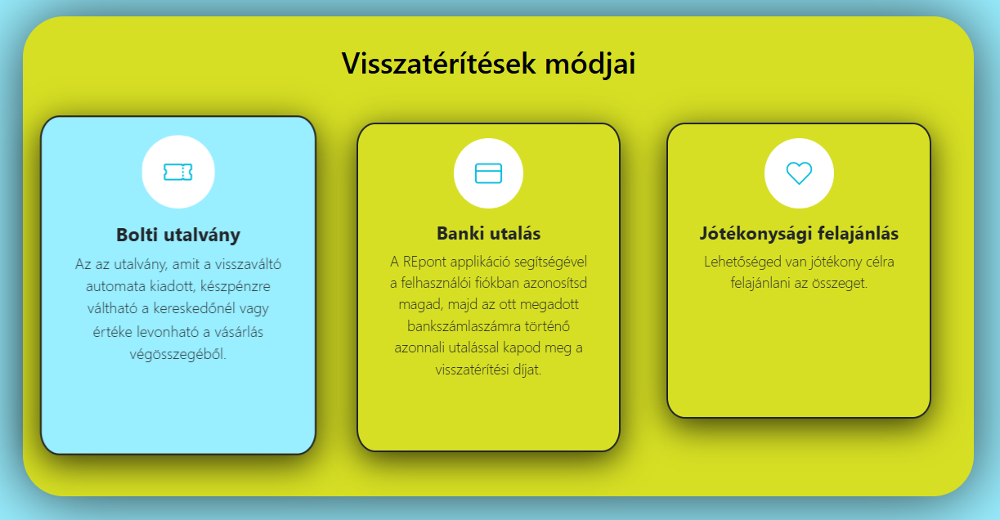 Visszatérítések módjai
Bolti utalvány
Az az utalvány, amit a visszaváltó
automata kiadott, készpénzre
váltható a kereskedőnél vagy
értéke levonható a vásárlás
végösszegéből.
Banki utalás
A REpont applikáció segítségével
a felhasználói fiókban azonosítsd
magad, majd az ott megadott
bankszámlaszámra történő
azonnali utalással kapod meg a
visszatérítési díjat.
Jótékonysági felajánlás
Lehetőséged van jótékony célra
felajánlani az összeget.